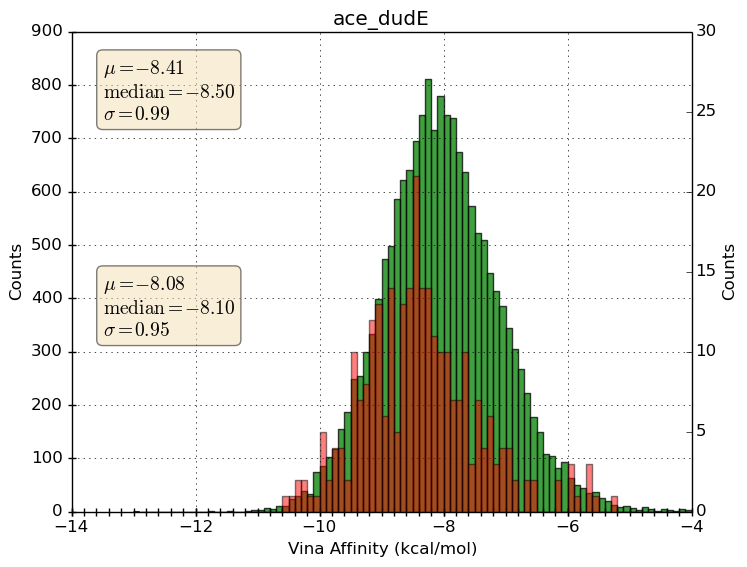 ace_dudE
900
800
700
600
500
400
300
200
100
0
Counts
μ=−8.41
median=−8.50
σ=0.99
μ=−8.08
median=−8.10
σ=0.95
30
25
20
15
10
5
0
Counts
−14 −12 −10 −8 −6 −4
Vina Affinity (kcal/mol)